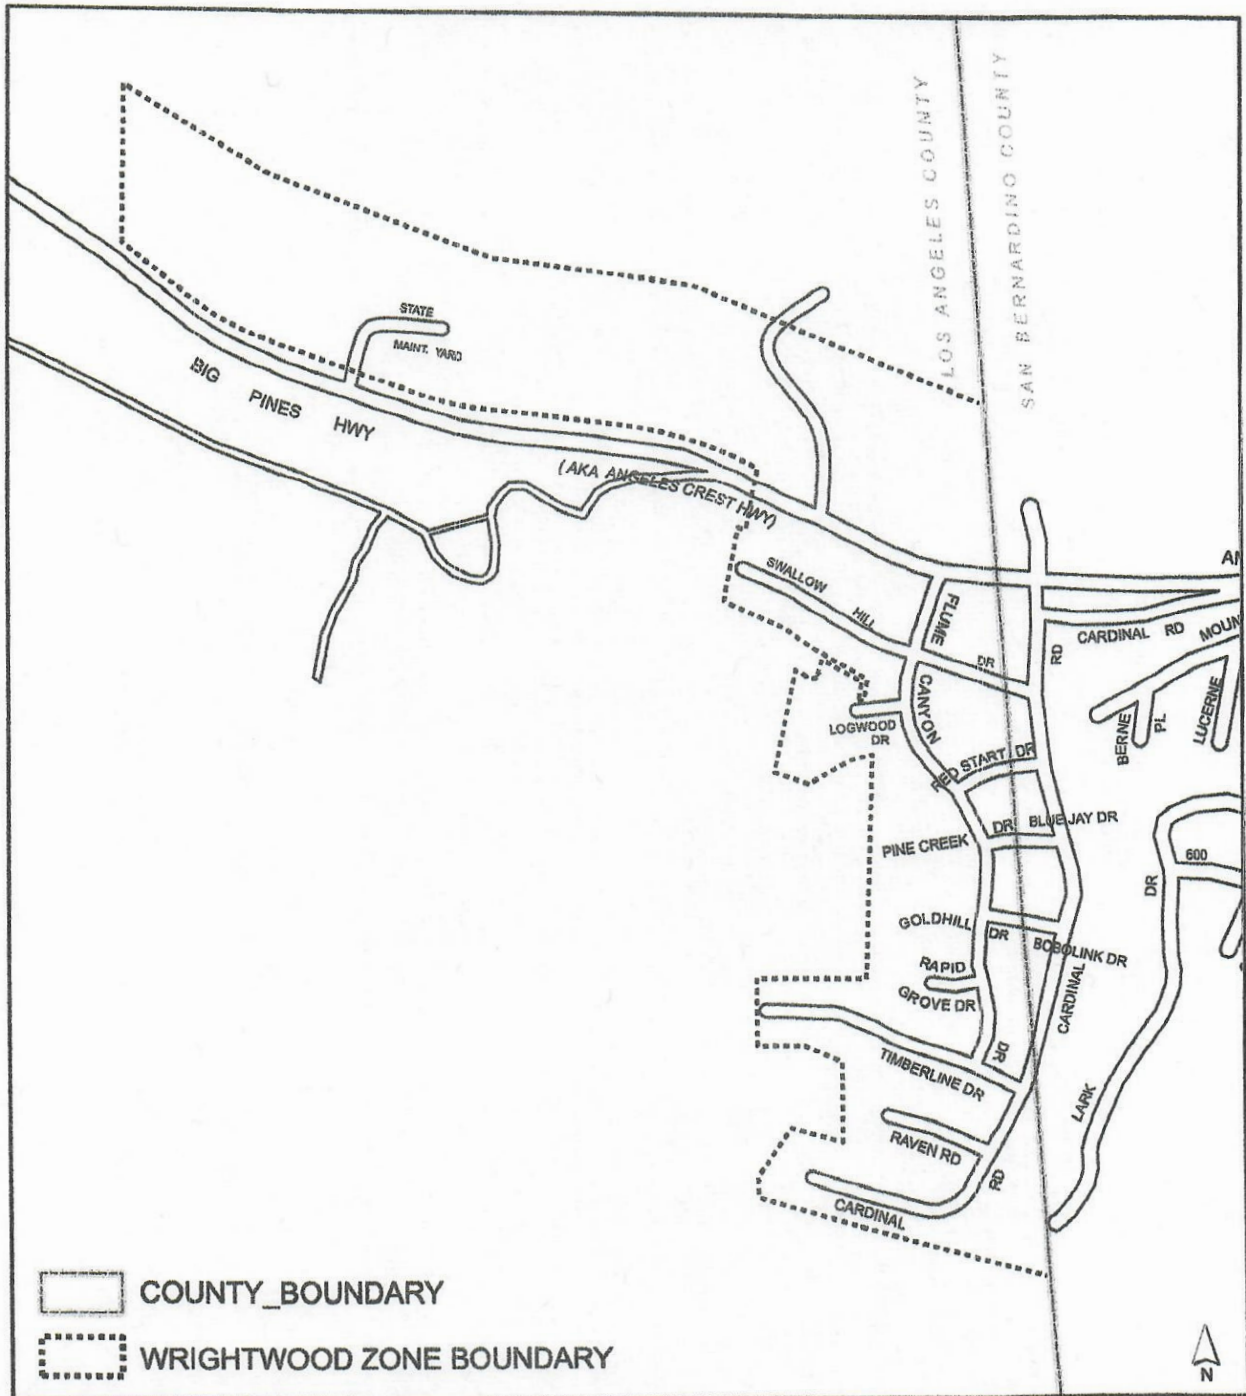 LOS ANGELES COUNTY
SAN BERNARDINO COUNTY
STATE
MAINT. YARD
BIG PINES HWY
(AKA ANGELES CREST HWY)
AN
SWALLOW HILL DR
FLUME CANYON DR
CARDINAL RD
MOUN
RD
BERNE PL
LUCERNE
LOGWOOD
DR
RED START DR
BLUE JAY DR
PINE CREEK DR
600
DR
GOLDHILL DR
BOBOLINK DR
RAPID
GROVE DR
CARDINAL
TIMBERLINE DR
LARK
RAVEN RD
RD
CARDINAL
COUNTY_BOUNDARY
WRIGHTWOOD ZONE BOUNDARY
N